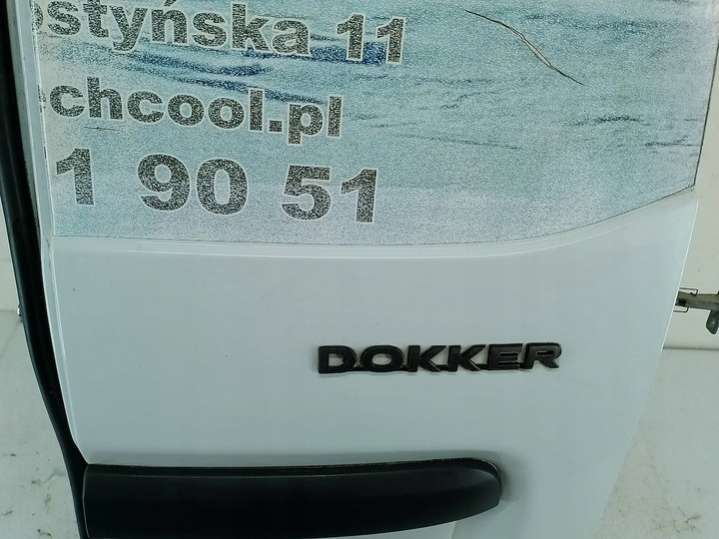 ostyńska 11
chcool.pl
1 90 51
DOKKER